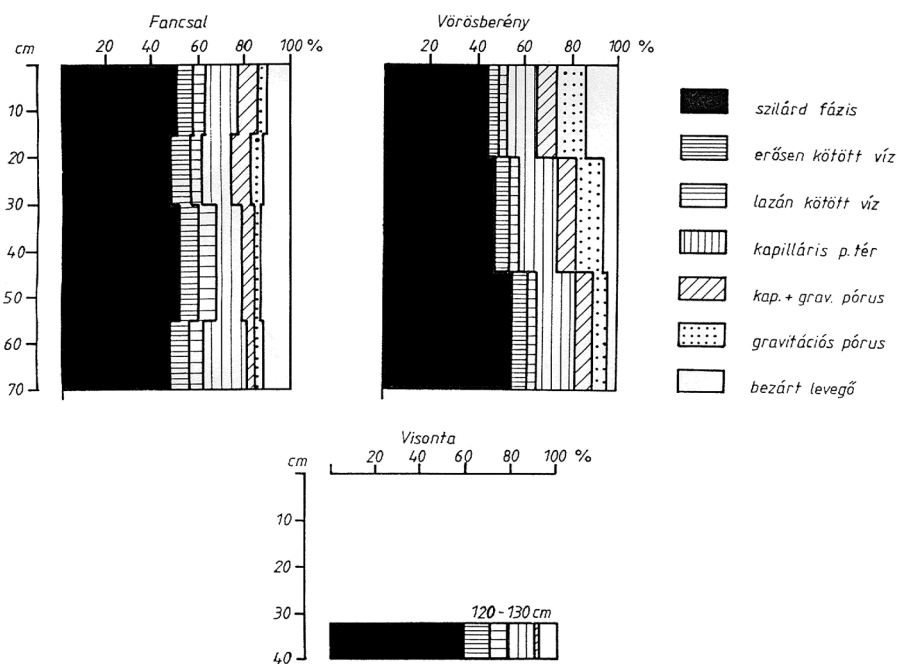 Fancsal
cm 20 40 60 80 100 %
10
20
30
40
50
60
70
Vörösberény
20 40 60 80 100 %
szilárd fázis
erősen kötött víz
lazán kötött víz
kapilláris p. tér
kap. + grav. pórus
gravitációs pórus
bezárt levegő
Visonta
cm 20 40 60 80 100 %
10
20
30
40
120 - 130 cm